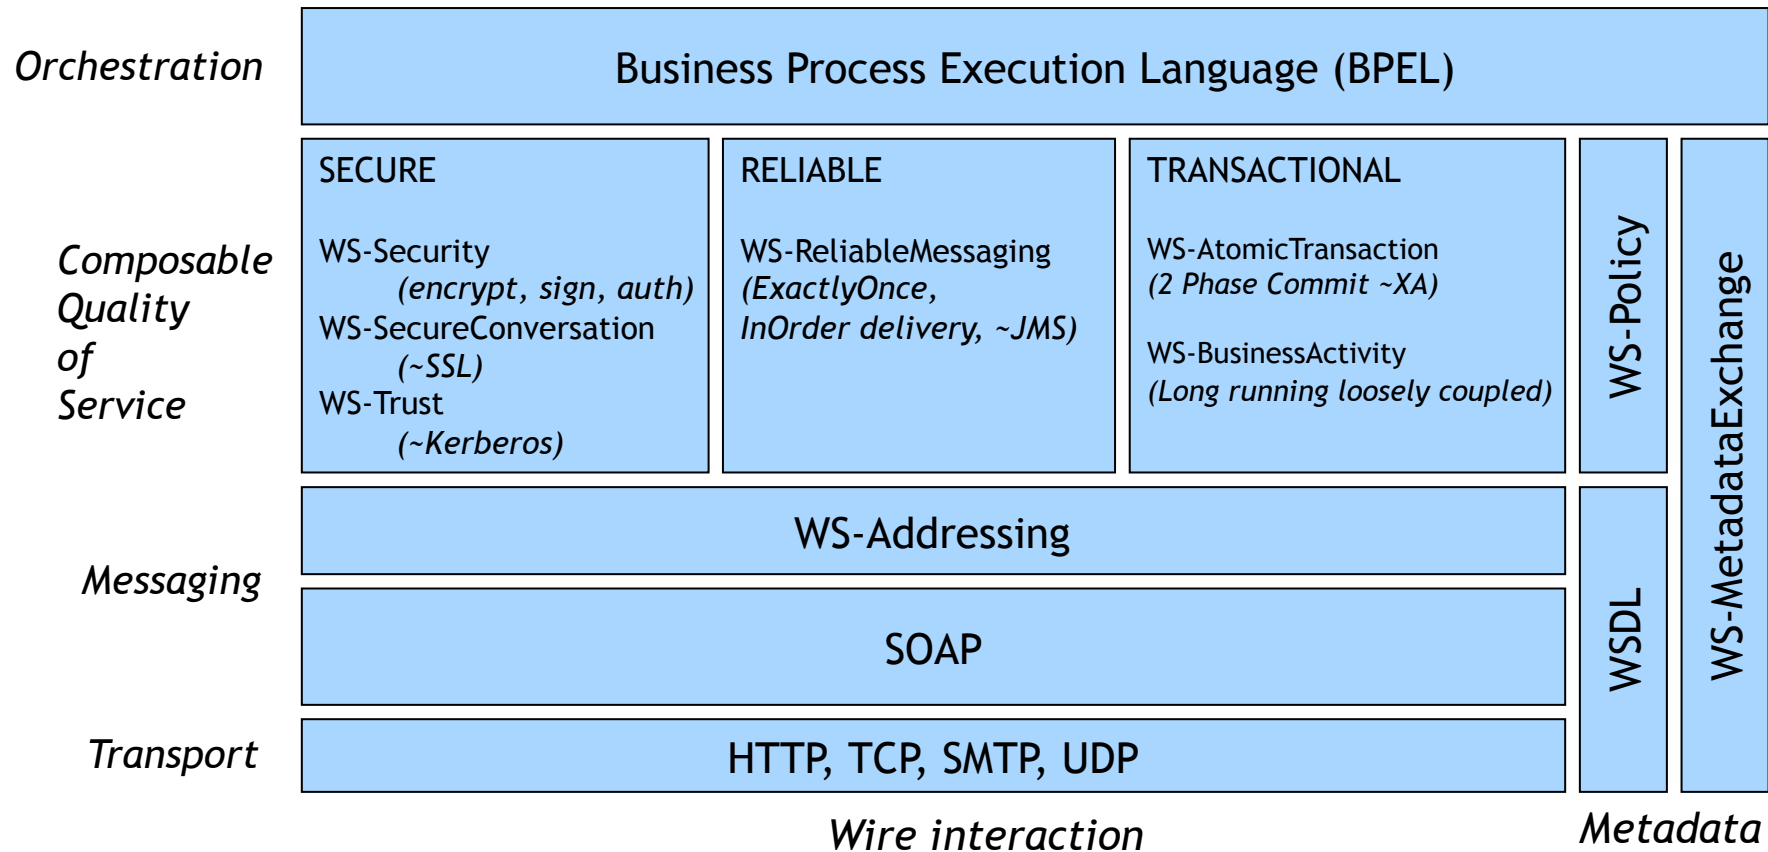 Orchestration
Business Process Execution Language (BPEL)
Composable
Quality
of
Service
SECURE
WS-Security
(encrypt, sign, auth)
WS-SecureConversation
(~SSL)
WS-Trust
(~Kerberos)
RELIABLE
WS-ReliableMessaging
(ExactlyOnce,
InOrder delivery, ~JMS)
TRANSACTIONAL
WS-AtomicTransaction
(2 Phase Commit ~XA)
WS-BusinessActivity
(Long running loosely coupled)
WS-Policy
WS-MetadataExchange
Messaging
WS-Addressing
SOAP
WSDL
Transport
HTTP, TCP, SMTP, UDP
Wire interaction
Metadata